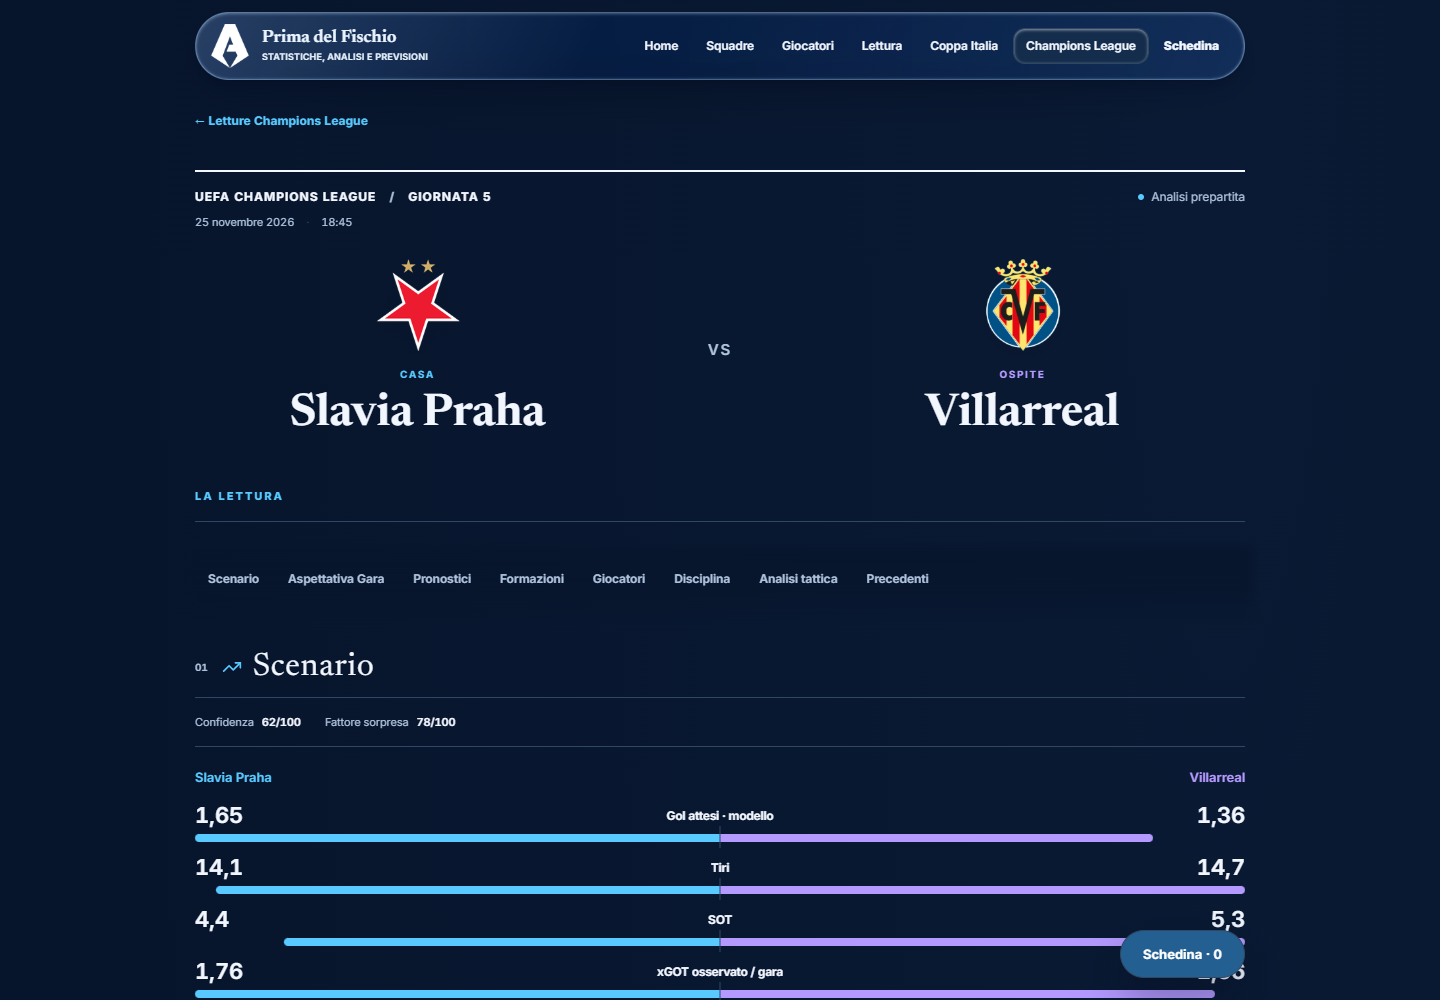 Prima del Fischio
STATISTICHE, ANALISI E PREVISIONI
Home Squadre Giocatori Lettura Coppa Italia Champions League Schedina
← Letture Champions League
UEFA CHAMPIONS LEAGUE / GIORNATA 5
Analisi prepartita
25 novembre 2026 · 18:45
CVF
VS
CASA
OSPITE
Slavia Praha
Villarreal
LA LETTURA
Scenario Aspettativa Gara Pronostici Formazioni Giocatori Disciplina Analisi tattica Precedenti
01 Scenario
Confidenza 62/100 Fattore sorpresa 78/100
Slavia Praha Villarreal
1,65 Gol attesi · modello 1,36
14,1 Tiri 14,7
4,4 SOT 5,3
Schedina · 0
1,76 xGOT osservato / gara